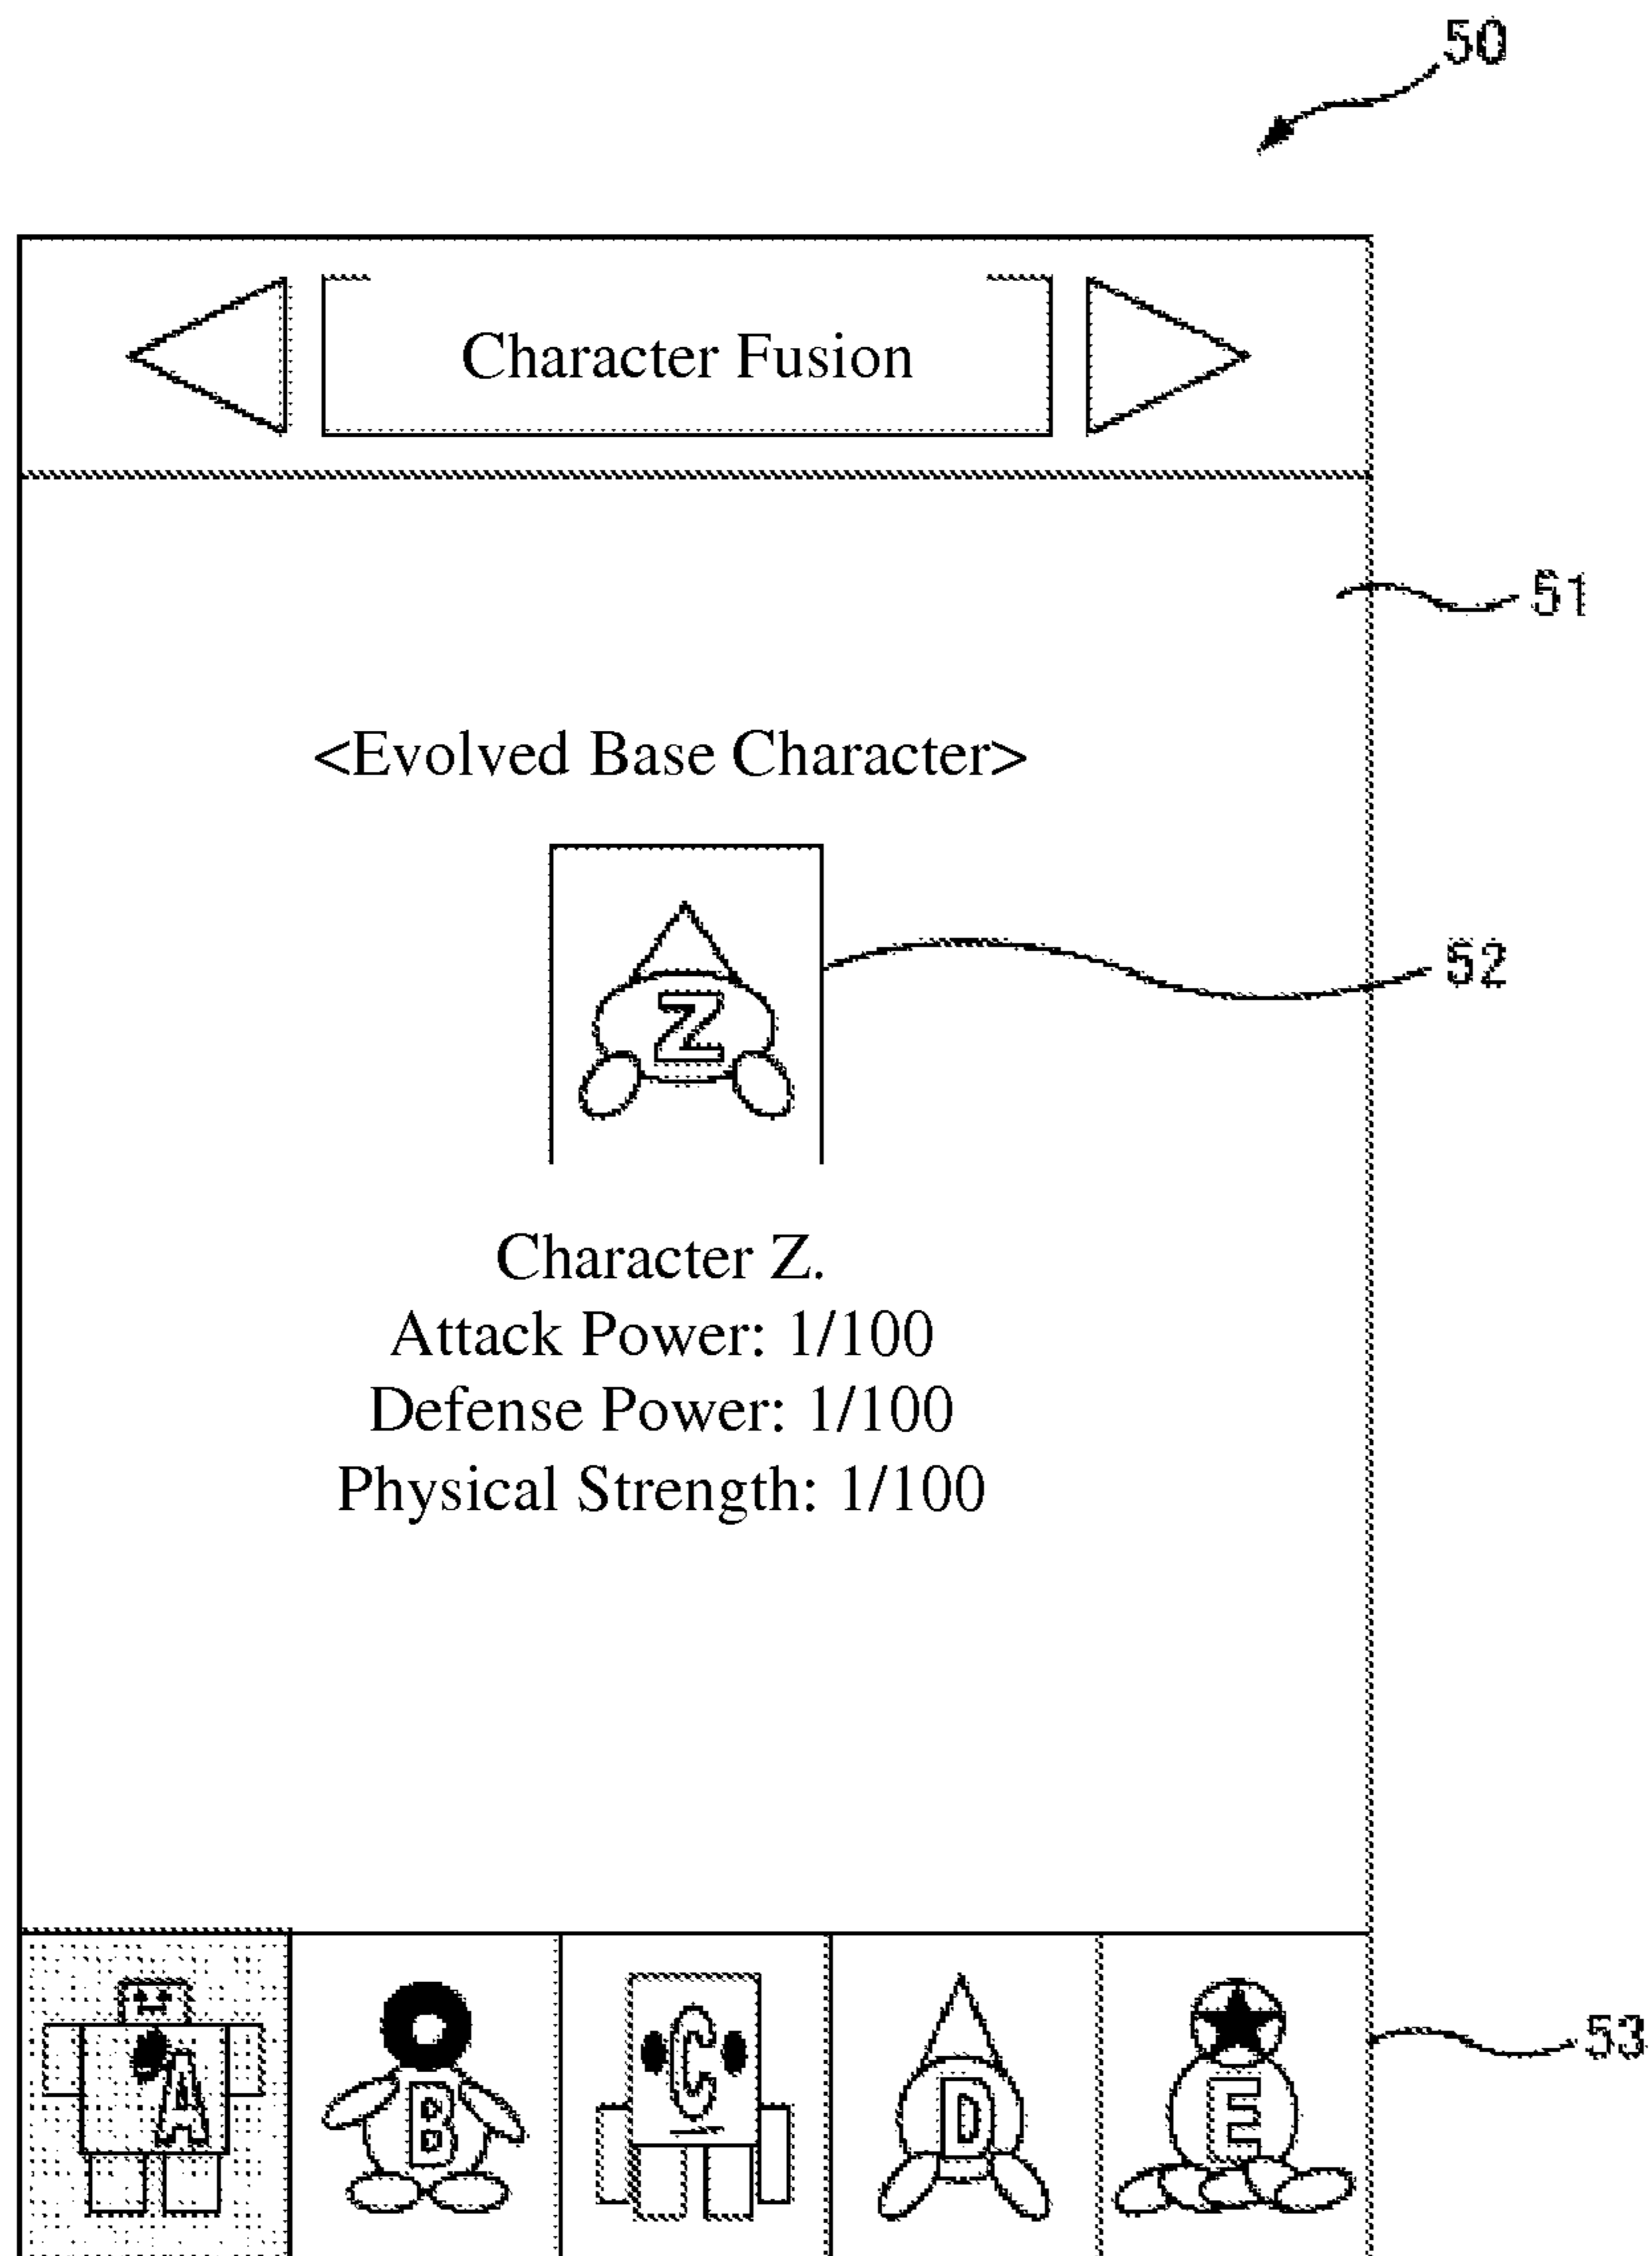 50
Character Fusion
51
<Evolved Base Character>
Z
52
Character Z.
Attack Power: 1/100
Defense Power: 1/100
Physical Strength: 1/100
A B C D E
53